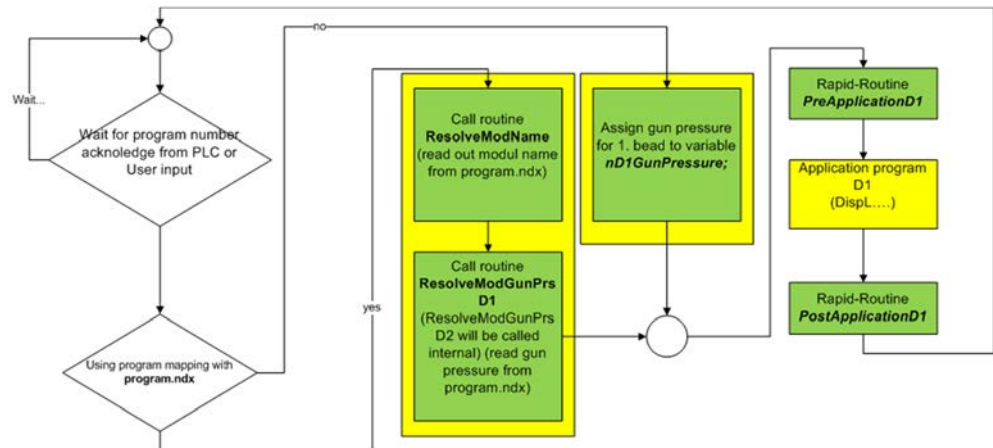 no
Wait...
Wait for program number
acknoledge from PLC or
User input
Using program mapping with
program.ndx
yes
Call routine
ResolveModName
(read out modul name
from program.ndx)
Call routine
ResolveModGunPrs
D1
(ResolveModGunPrs
D2 will be called
internal) (read gun
pressure from
program.ndx)
Assign gun pressure
for 1. bead to variable
nD1GunPressure;
Rapid-Routine
PreApplicationD1
Application program
D1
(DispL....)
Rapid-Routine
PostApplicationD1